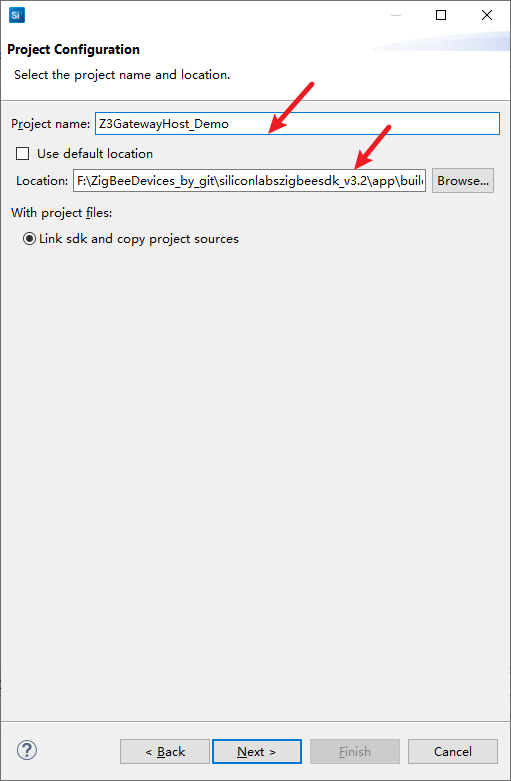 Si
Project Configuration
Select the project name and location.
Project name: Z3GatewayHost_Demo
Use default location
Location: F:\ZigBeeDevices_by_git\siliconlabszigbeesdk_v3.2\app\buil Browse...
With project files:
Link sdk and copy project sources
? < Back Next > Finish Cancel